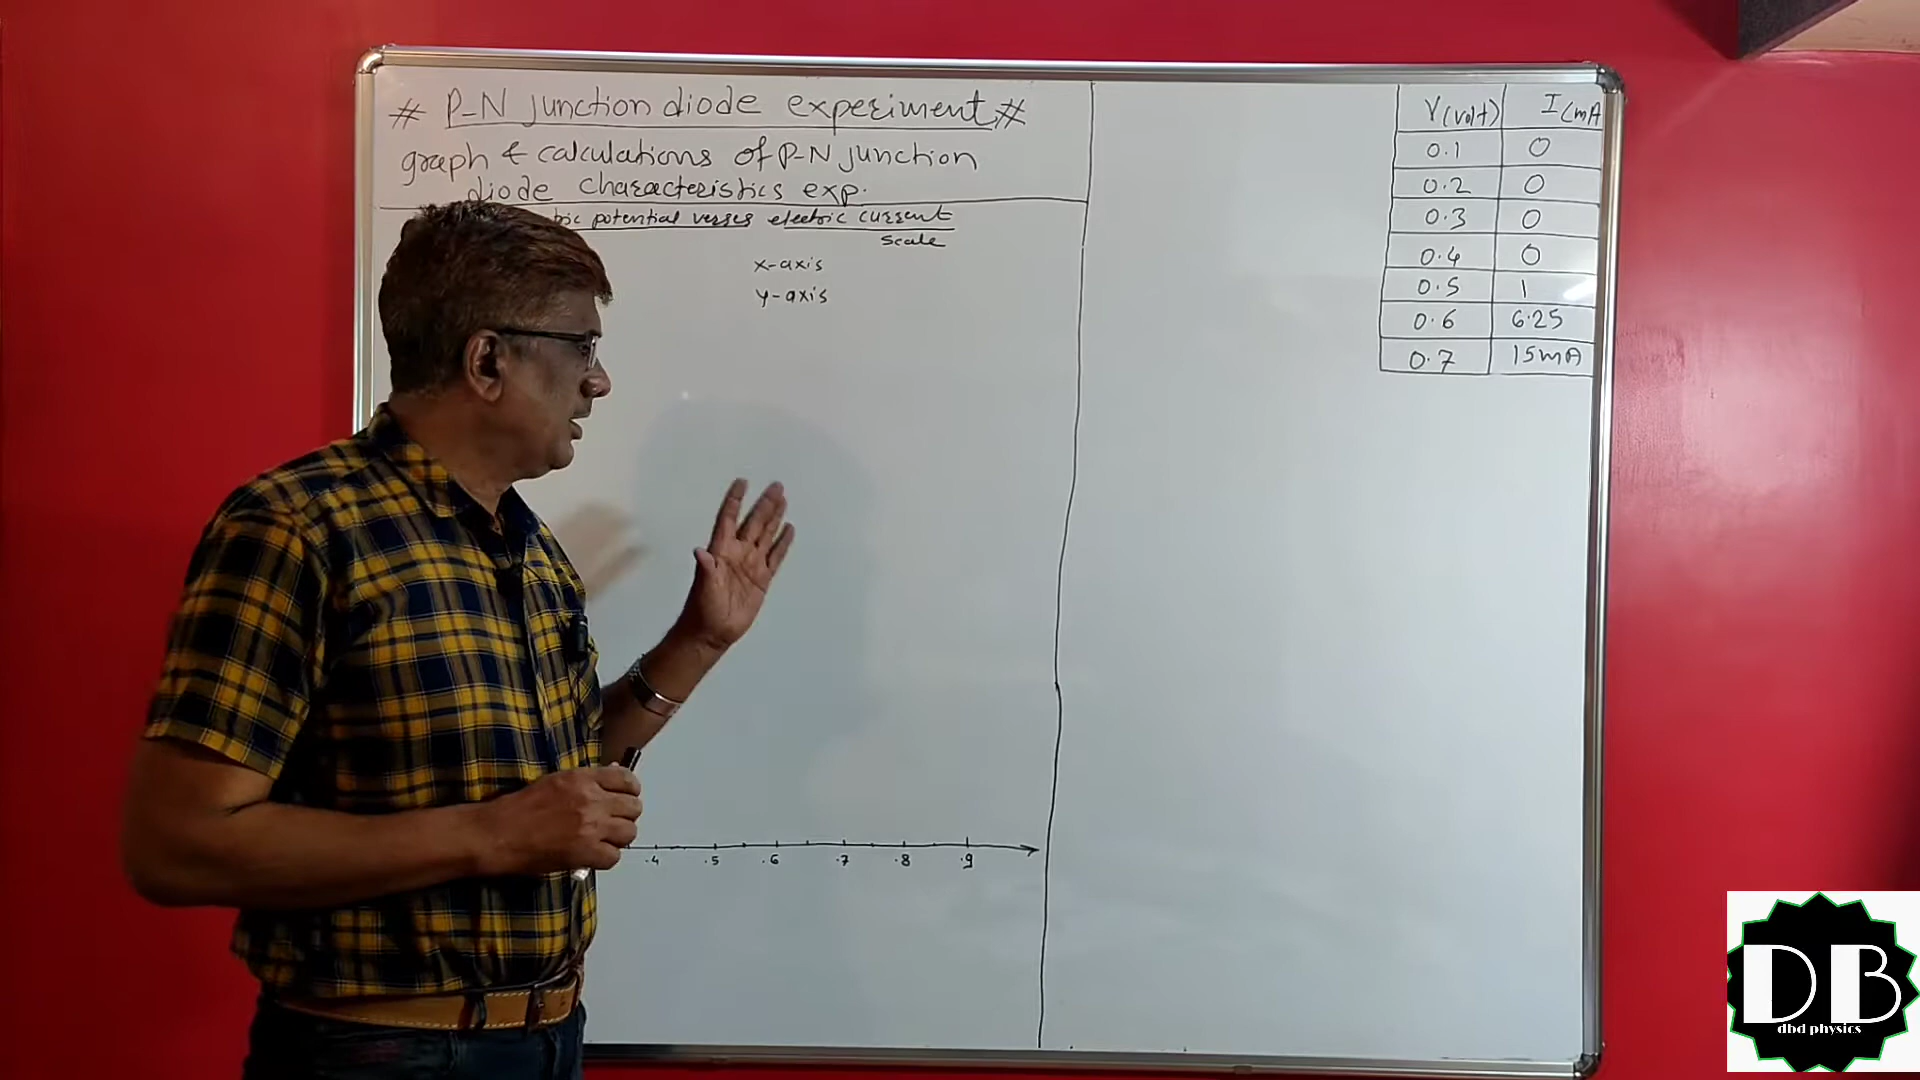 # P-N junction diode experiment #
graph & calculations of P-N junction
diode characteristics exp.
potential verses electric current
Scale
x-axis
y-axis
V(volt) I(mA
0.1 0
0.2 0
0.3 0
0.4 0
0.5 1
0.6 6.25
0.7 15mA
.4 .5 .6 .7 .8 .9
DB
dbd physics